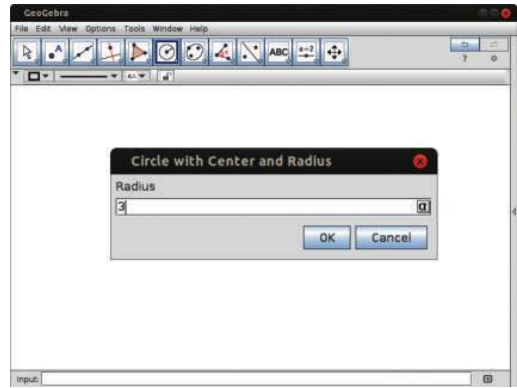 GeoGebra
File Edit View Options Tools Window Help
A
ABC a=2
?
Circle with Center and Radius
Radius
3
α
OK Cancel
Input: